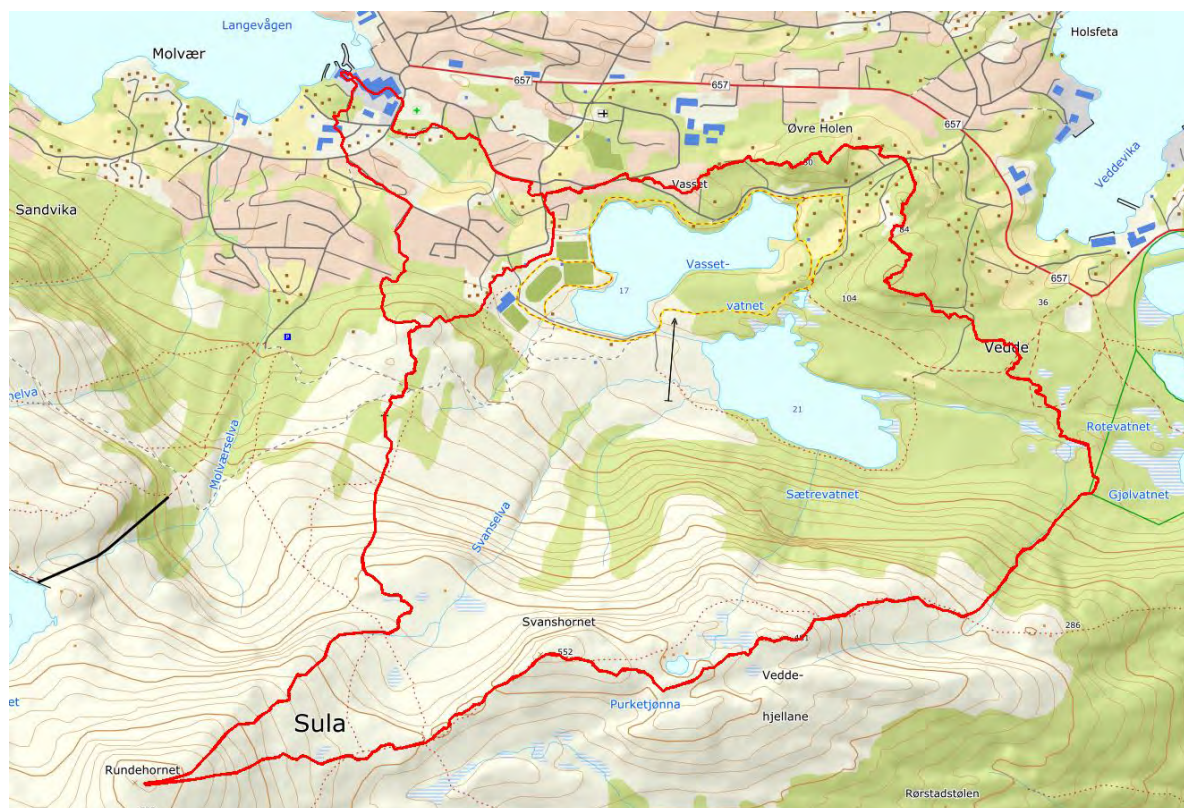 Langevågen
Molvær
Holsfeta
657
657
657
Øvre Holen
Veddevika
Vasset
Sandvika
84
Vasset-
17
vatnet
104
36
657
P
Vedde
21
Rotevatnet
Molværselva
Svanselva
Sætrevatnet
Gjølvatnet
Svanshornet
286
552
Vedde-
Purketjønna
hjellane
Sula
Rundehornet
Rørstadstølen